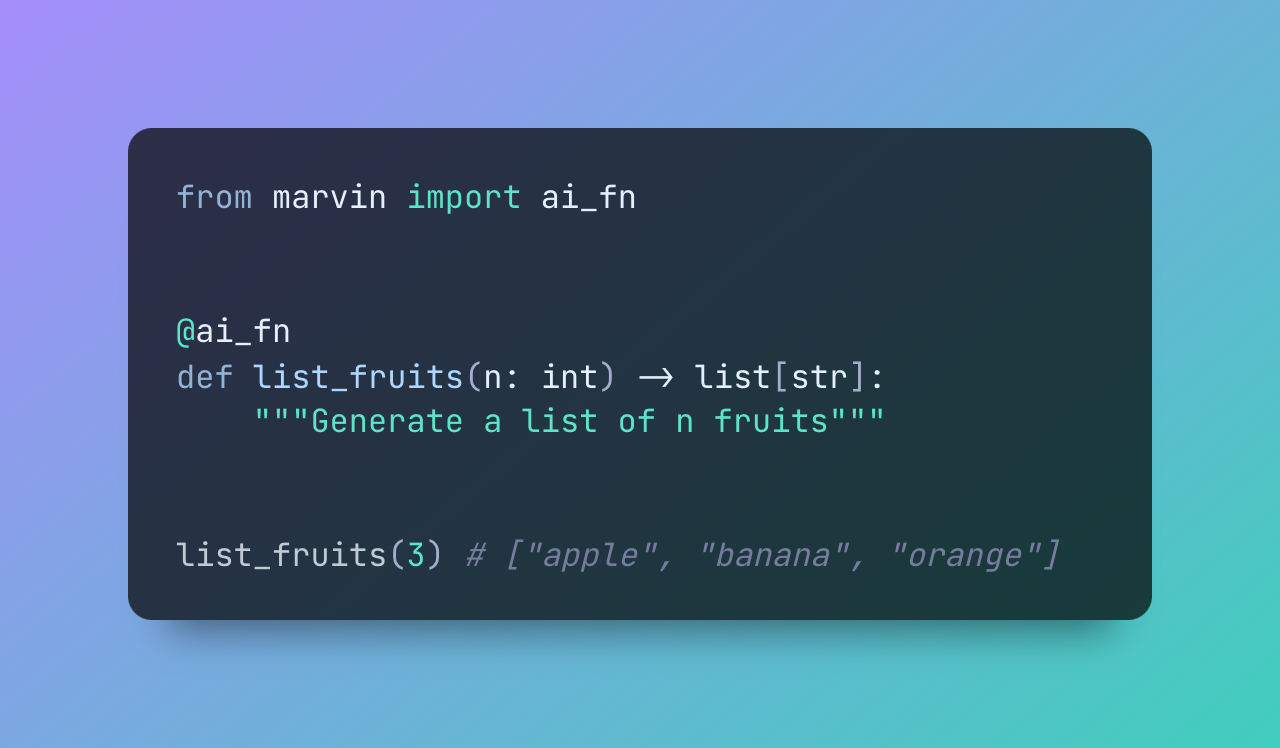 from marvin import ai_fn
@ai_fn
def list_fruits(n: int) -> list[str]:
    """Generate a list of n fruits"""
list_fruits(3) # ["apple", "banana", "orange"]